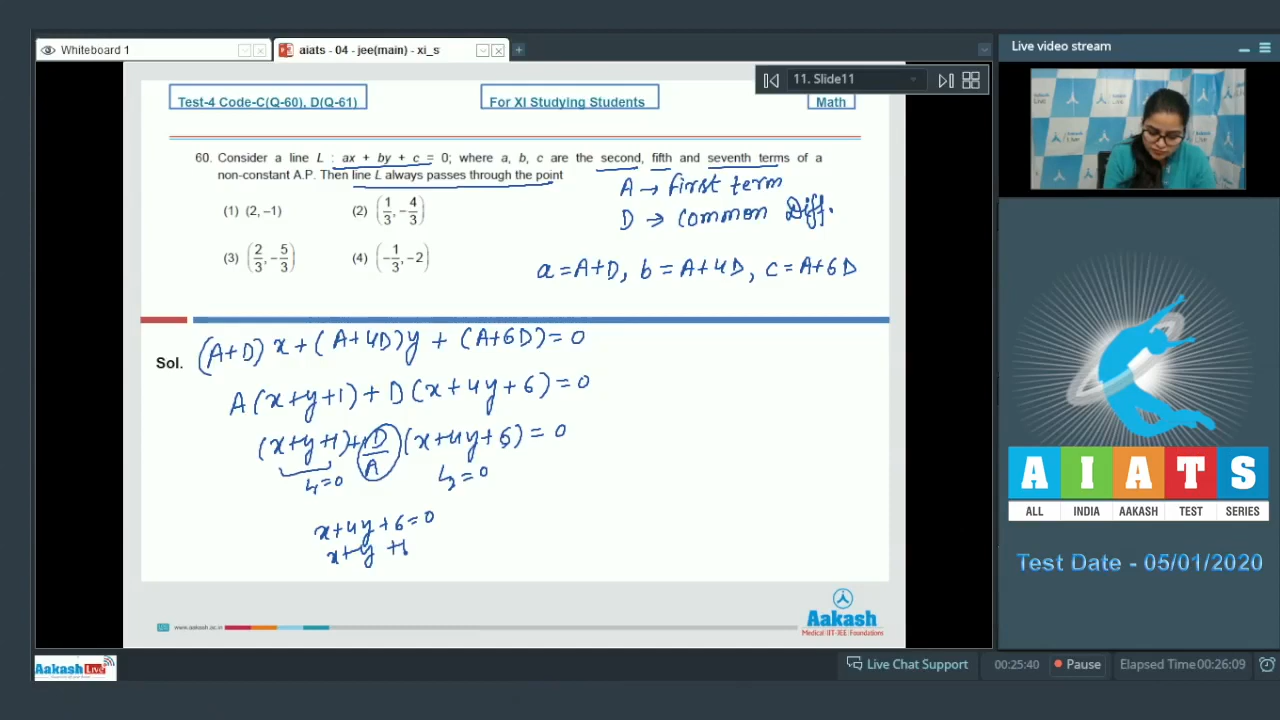 Whiteboard 1
aiats - 04 - jee(main) - xi_s
Live video stream
11. Slide11
Test-4 Code-C(Q-60), D(Q-61)
For XI Studying Students
Math
60. Consider a line L : ax + by + c = 0; where a, b, c are the second, fifth and seventh terms of a
non-constant A.P. Then line L always passes through the point
A → First term
(1) (2, –1)
(2) (1/3, –4/3)
D → Common Diff.
(3) (2/3, –5/3)
(4) (–1/3, –2)
a = A+D, b = A+4D, c = A+6D
Sol.
(A+D) x + (A+4D)y + (A+6D) = 0
A(x+y+1) + D(x+4y+6) = 0
(x+y+1) + D/A (x+4y+6) = 0
L1=0 L2=0
x+4y+6=0
x+y+1
www.aakash.ac.in
Aakash
Medical|IIT-JEE|Foundations
A I A T S
ALL INDIA AAKASH TEST SERIES
Test Date - 05/01/2020
Aakash Live
Live Chat Support
00:25:40
Pause
Elapsed Time 00:26:09